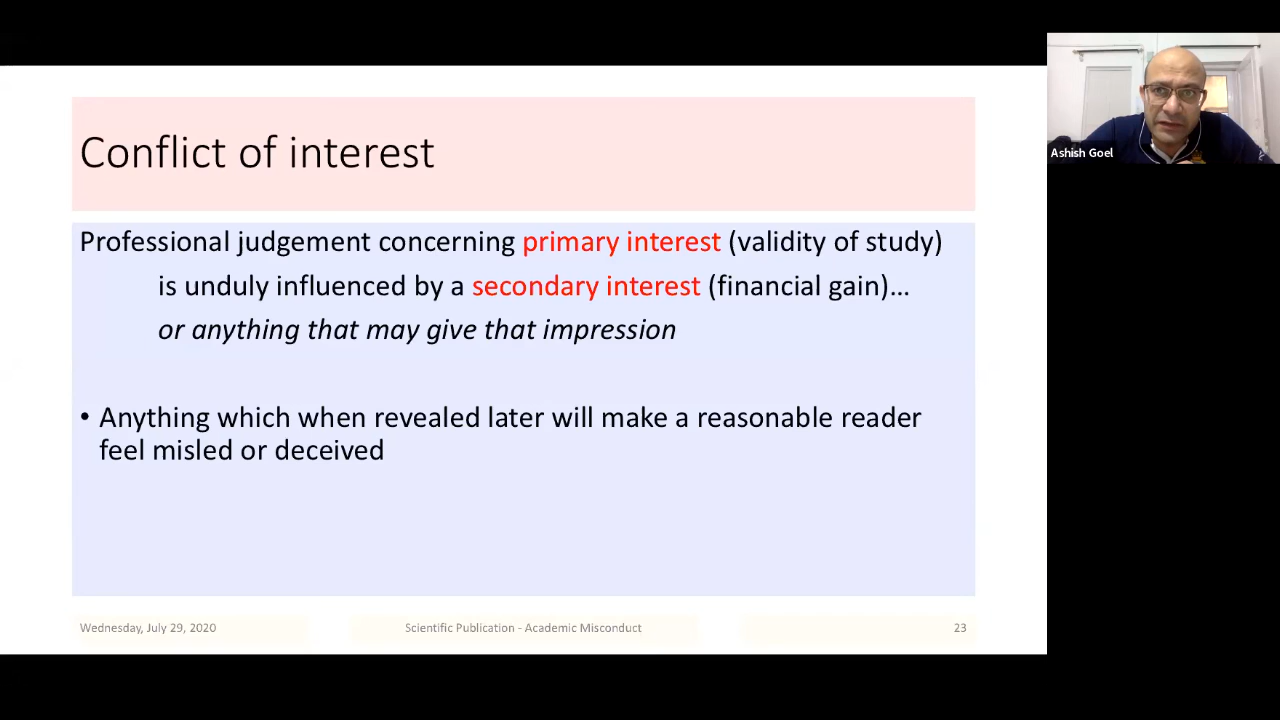 Conflict of interest
Professional judgement concerning primary interest (validity of study)
is unduly influenced by a secondary interest (financial gain)…
or anything that may give that impression
• Anything which when revealed later will make a reasonable reader
feel misled or deceived
Wednesday, July 29, 2020
Scientific Publication - Academic Misconduct
23
Ashish Goel